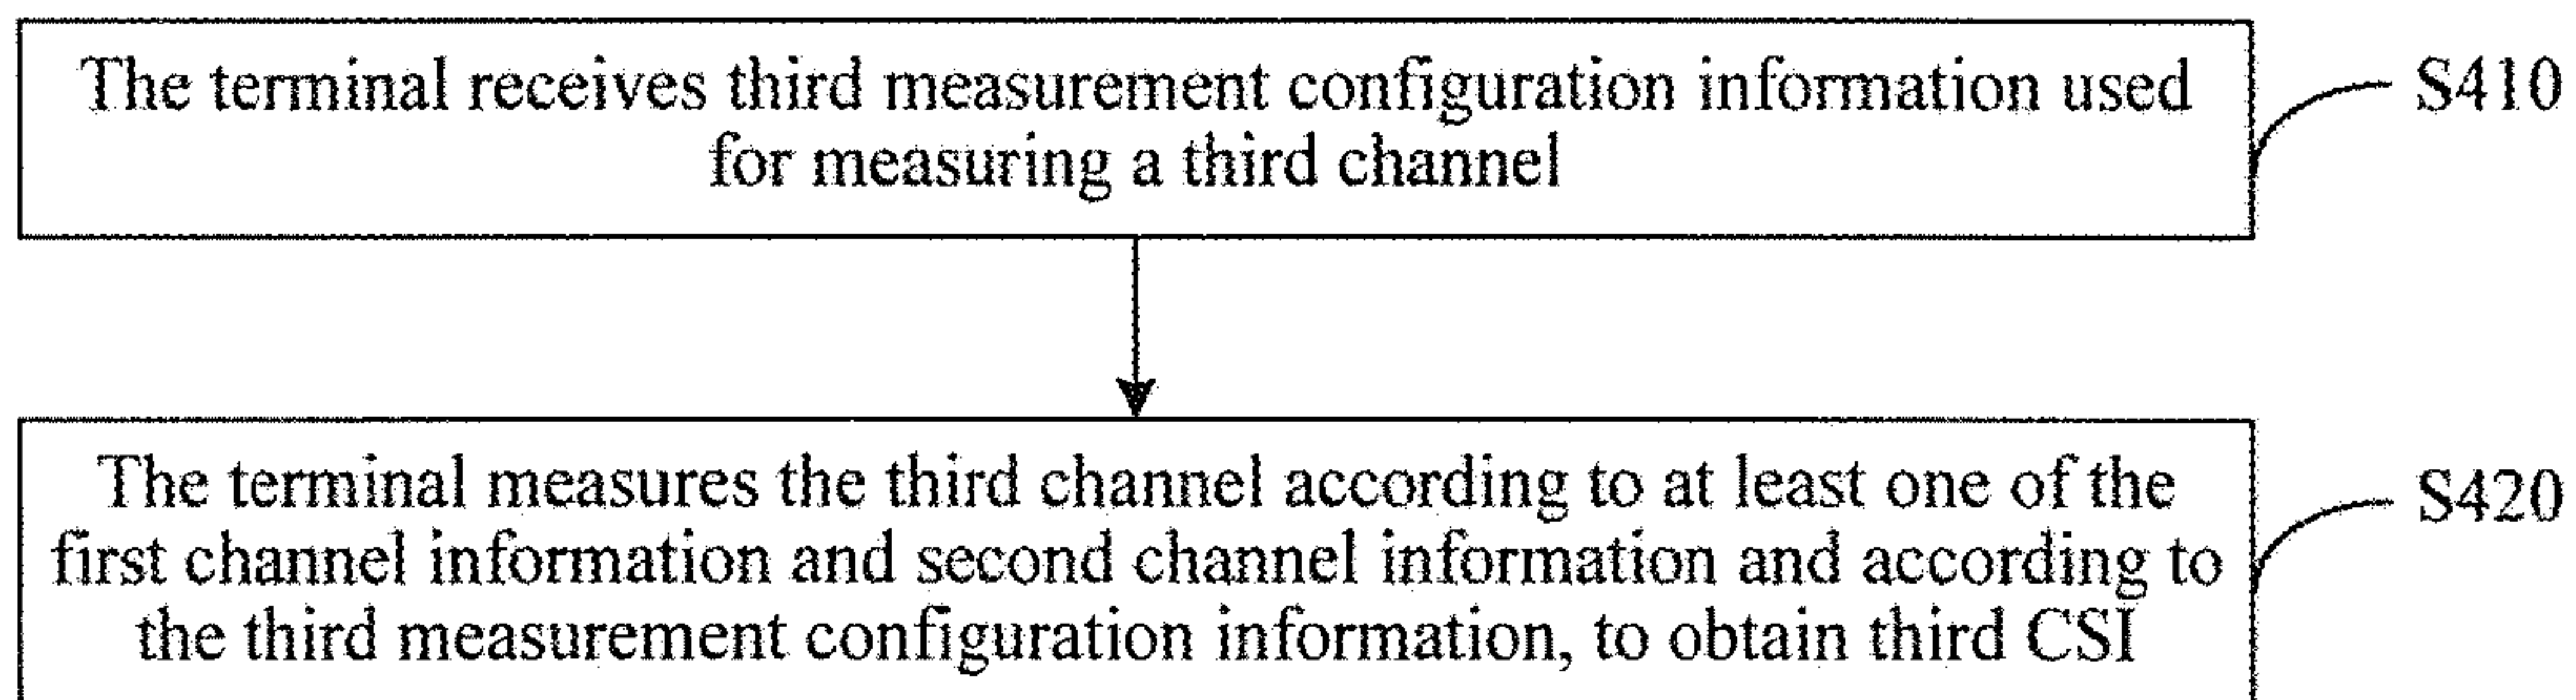 The terminal receives third measurement configuration information used
for measuring a third channel
S410
The terminal measures the third channel according to at least one of the
first channel information and second channel information and according to
the third measurement configuration information, to obtain third CSI
S420